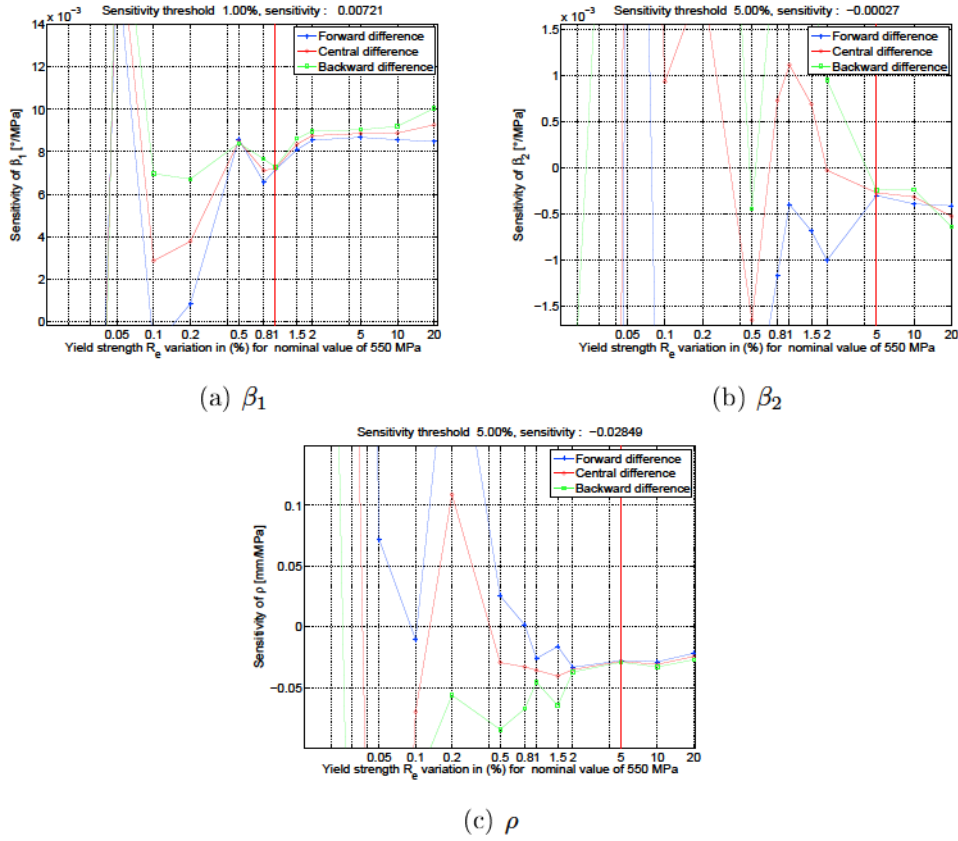 Sensitivity threshold 1.00%, sensitivity : 0.00721
x 10⁻³
14
12
10
8
6
4
2
0
Sensitivity of β₁ [°/MPa]
Forward difference
Central difference
Backward difference
0.05 0.1 0.2 0.5 0.81 1.5 2 5 10 20
Yield strength Rₑ variation in (%) for nominal value of 550 MPa
(a) β₁
Sensitivity threshold 5.00%, sensitivity : −0.00027
x 10⁻³
1.5
1
0.5
0
−0.5
−1
−1.5
Sensitivity of β₂ [°/MPa]
Forward difference
Central difference
Backward difference
0.05 0.1 0.2 0.5 0.81 1.5 2 5 10 20
Yield strength Rₑ variation in (%) for nominal value of 550 MPa
(b) β₂
Sensitivity threshold 5.00%, sensitivity : −0.02849
0.1
0.05
0
−0.05
Sensitivity of ρ [mm/MPa]
Forward difference
Central difference
Backward difference
0.05 0.1 0.2 0.5 0.81 1.5 2 5 10 20
Yield strength Rₑ variation in (%) for nominal value of 550 MPa
(c) ρ